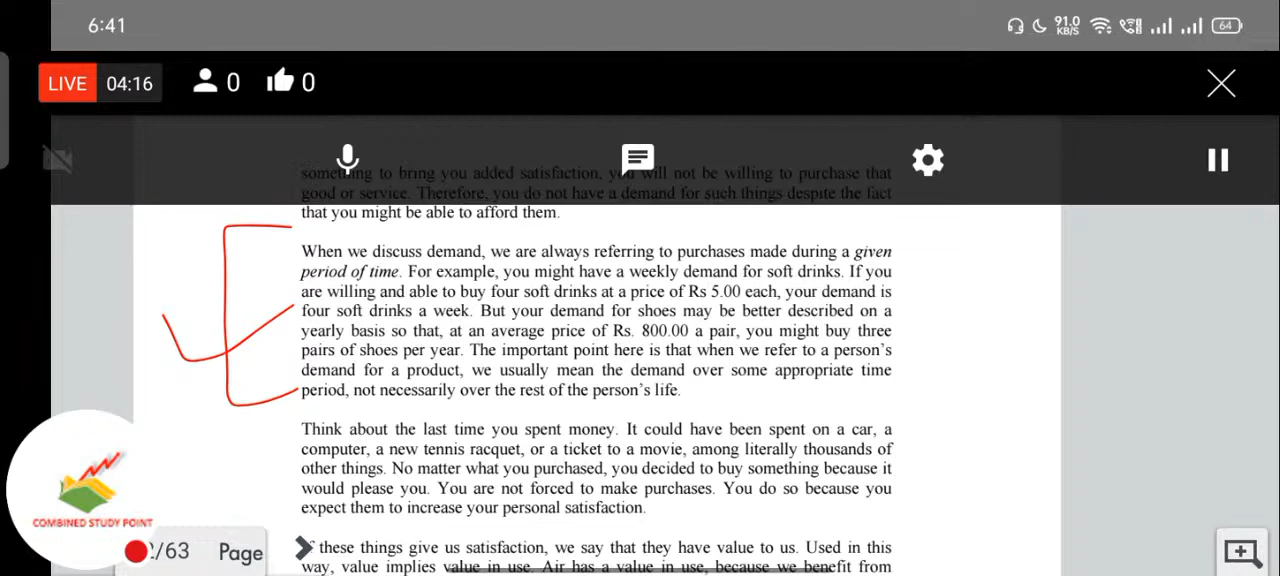 6:41
91.0
KB/S
64
LIVE 04:16 0 0
something to bring you added satisfaction, you will not be willing to purchase that
good or service. Therefore, you do not have a demand for such things despite the fact
that you might be able to afford them.
When we discuss demand, we are always referring to purchases made during a given
period of time. For example, you might have a weekly demand for soft drinks. If you
are willing and able to buy four soft drinks at a price of Rs 5.00 each, your demand is
four soft drinks a week. But your demand for shoes may be better described on a
yearly basis so that, at an average price of Rs. 800.00 a pair, you might buy three
pairs of shoes per year. The important point here is that when we refer to a person's
demand for a product, we usually mean the demand over some appropriate time
period, not necessarily over the rest of the person's life.
Think about the last time you spent money. It could have been spent on a car, a
computer, a new tennis racquet, or a ticket to a movie, among literally thousands of
other things. No matter what you purchased, you decided to buy something because it
would please you. You are not forced to make purchases. You do so because you
expect them to increase your personal satisfaction.
COMBINED STUDY POINT
/63 Page
these things give us satisfaction, we say that they have value to us. Used in this
way, value implies value in use. Air has a value in use, because we benefit from